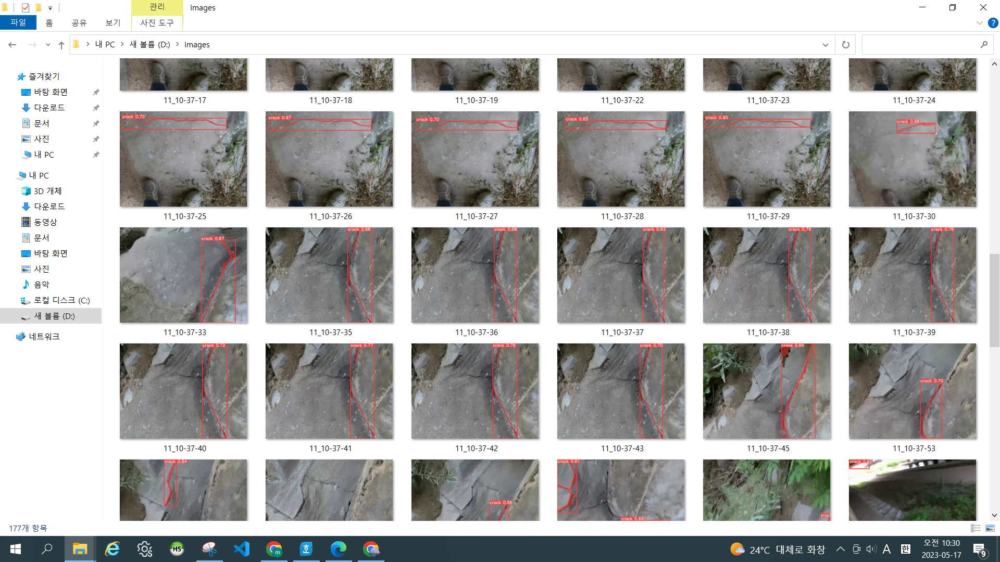 관리
images
파일
홈
공유
보기
사진 도구
내 PC
새 볼륨 (D:)
images
즐겨찾기
바탕 화면
다운로드
문서
사진
내 PC
내 PC
3D 개체
다운로드
동영상
문서
바탕 화면
사진
음악
로컬 디스크 (C:)
새 볼륨 (D:)
네트워크
11_10-37-17
11_10-37-18
11_10-37-19
11_10-37-22
11_10-37-23
11_10-37-24
crack 0.70
crack 0.67
crack 0.70
crack 0.65
crack 0.65
crack 0.68
11_10-37-25
11_10-37-26
11_10-37-27
11_10-37-28
11_10-37-29
11_10-37-30
crack 0.67
crack 0.68
crack 0.68
crack 0.63
crack 0.79
crack 0.76
11_10-37-33
11_10-37-35
11_10-37-36
11_10-37-37
11_10-37-38
11_10-37-39
crack 0.72
crack 0.77
crack 0.76
crack 0.70
crack 0.64
crack 0.70
11_10-37-40
11_10-37-41
11_10-37-42
11_10-37-43
11_10-37-45
11_10-37-53
crack 0.64
crack 0.66
crack 0.61
crack 0.69
crack 0.65
177개 항목
HS
m
호
24°C 대체로 화창
A
한
오전 10:30
2023-05-17
9